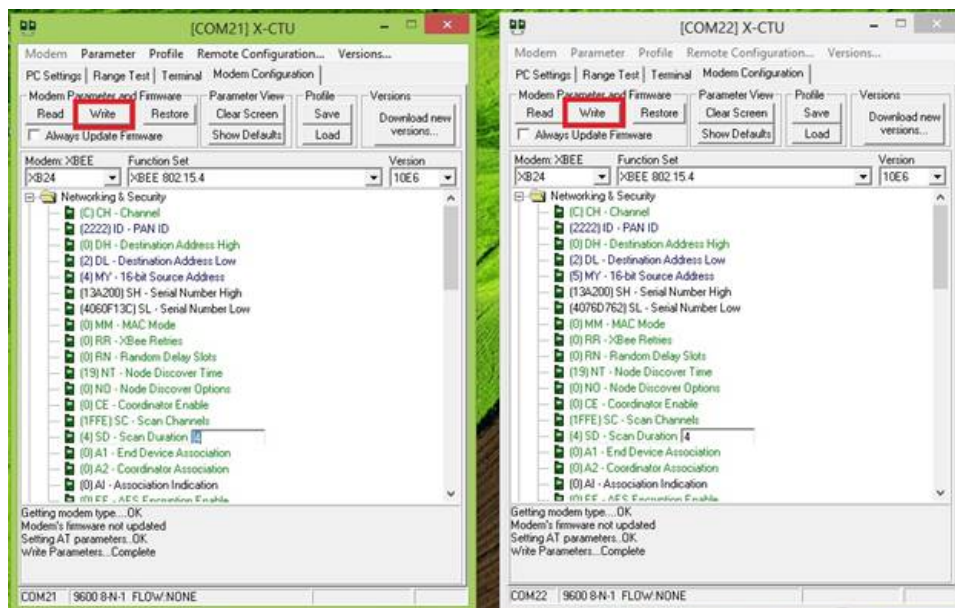 [COM21] X-CTU
Modem Parameter Profile Remote Configuration... Versions...
PC Settings Range Test Terminal Modem Configuration
Modem Parameter and Firmware Parameter View Profile Versions
Read Write Restore Clear Screen Save Download new versions...
Always Update Firmware Show Defaults Load
Modem: XBEE Function Set Version
XB24 XBEE 802.15.4 10E6
Networking & Security
(C) CH - Channel
(2222) ID - PAN ID
(0) DH - Destination Address High
(2) DL - Destination Address Low
(4) MY - 16-bit Source Address
(13A200) SH - Serial Number High
(4060F13C) SL - Serial Number Low
(0) MM - MAC Mode
(0) RR - XBee Retries
(0) RN - Random Delay Slots
(19) NT - Node Discover Time
(0) NO - Node Discover Options
(0) CE - Coordinator Enable
(1FFE) SC - Scan Channels
(4) SD - Scan Duration 4
(0) A1 - End Device Association
(0) A2 - Coordinator Association
(0) AI - Association Indication
(0) EE - AES Encryption Enable
Getting modem type....OK
Modem's firmware not updated
Setting AT parameters..OK
Write Parameters...Complete
COM21 9600 8-N-1 FLOW:NONE
[COM22] X-CTU
Modem Parameter Profile Remote Configuration... Versions...
PC Settings Range Test Terminal Modem Configuration
Modem Parameter and Firmware Parameter View Profile Versions
Read Write Restore Clear Screen Save Download new versions...
Always Update Firmware Show Defaults Load
Modem: XBEE Function Set Version
XB24 XBEE 802.15.4 10E6
Networking & Security
(C) CH - Channel
(2222) ID - PAN ID
(0) DH - Destination Address High
(2) DL - Destination Address Low
(5) MY - 16-bit Source Address
(13A200) SH - Serial Number High
(4076D762) SL - Serial Number Low
(0) MM - MAC Mode
(0) RR - XBee Retries
(0) RN - Random Delay Slots
(19) NT - Node Discover Time
(0) NO - Node Discover Options
(0) CE - Coordinator Enable
(1FFE) SC - Scan Channels
(4) SD - Scan Duration 4
(0) A1 - End Device Association
(0) A2 - Coordinator Association
(0) AI - Association Indication
(0) EE - AES Encryption Enable
Getting modem type....OK
Modem's firmware not updated
Setting AT parameters..OK
Write Parameters...Complete
COM22 9600 8-N-1 FLOW:NONE